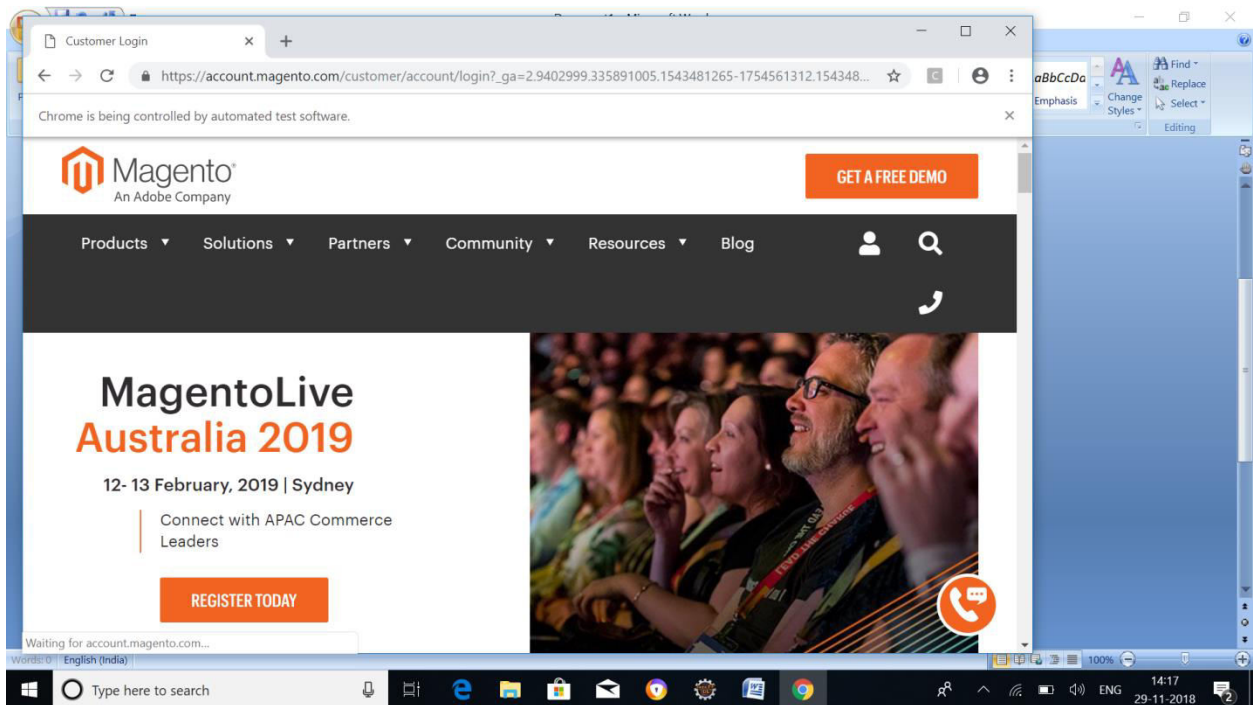 Customer Login
https://account.magento.com/customer/account/login?_ga=2.9402999.335891005.1543481265-1754561312.154348...
Chrome is being controlled by automated test software.
Magento
An Adobe Company
GET A FREE DEMO
Products ▼ Solutions ▼ Partners ▼ Community ▼ Resources ▼ Blog
MagentoLive
Australia 2019
12- 13 February, 2019 | Sydney
Connect with APAC Commerce
Leaders
REGISTER TODAY
Waiting for account.magento.com...
aBbCcDa
Emphasis
Change
Styles
Find
Replace
Select
Editing
Words: 0 English (India)
100%
Type here to search
ENG
14:17
29-11-2018
2